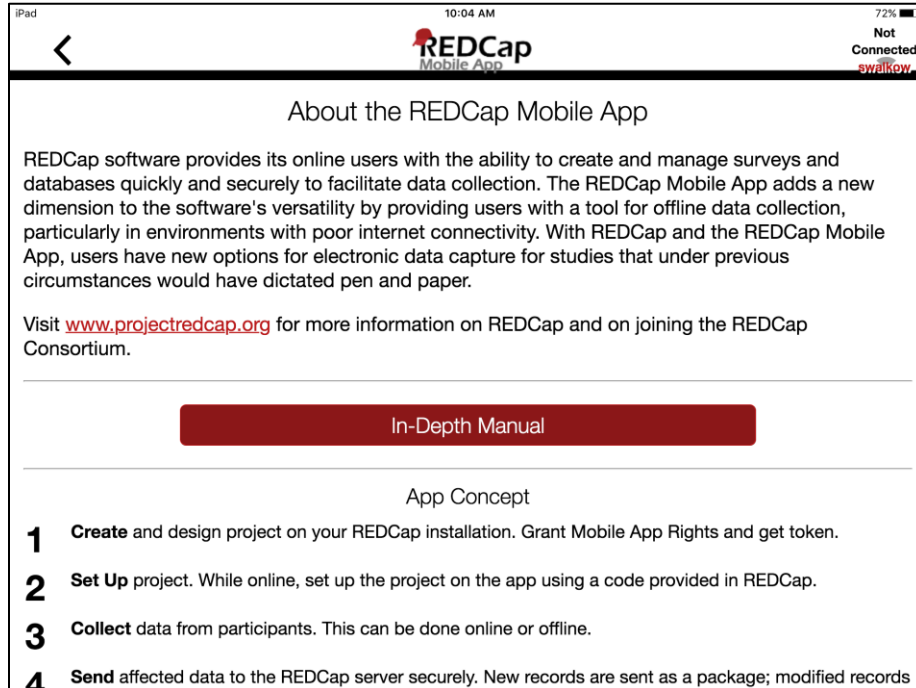 iPad
10:04 AM
72%
Not
Connected
swalkow
REDCap
Mobile App
About the REDCap Mobile App
REDCap software provides its online users with the ability to create and manage surveys and
databases quickly and securely to facilitate data collection. The REDCap Mobile App adds a new
dimension to the software's versatility by providing users with a tool for offline data collection,
particularly in environments with poor internet connectivity. With REDCap and the REDCap Mobile
App, users have new options for electronic data capture for studies that under previous
circumstances would have dictated pen and paper.
Visit www.projectredcap.org for more information on REDCap and on joining the REDCap
Consortium.
In-Depth Manual
App Concept
1 Create and design project on your REDCap installation. Grant Mobile App Rights and get token.
2 Set Up project. While online, set up the project on the app using a code provided in REDCap.
3 Collect data from participants. This can be done online or offline.
4 Send affected data to the REDCap server securely. New records are sent as a package; modified records